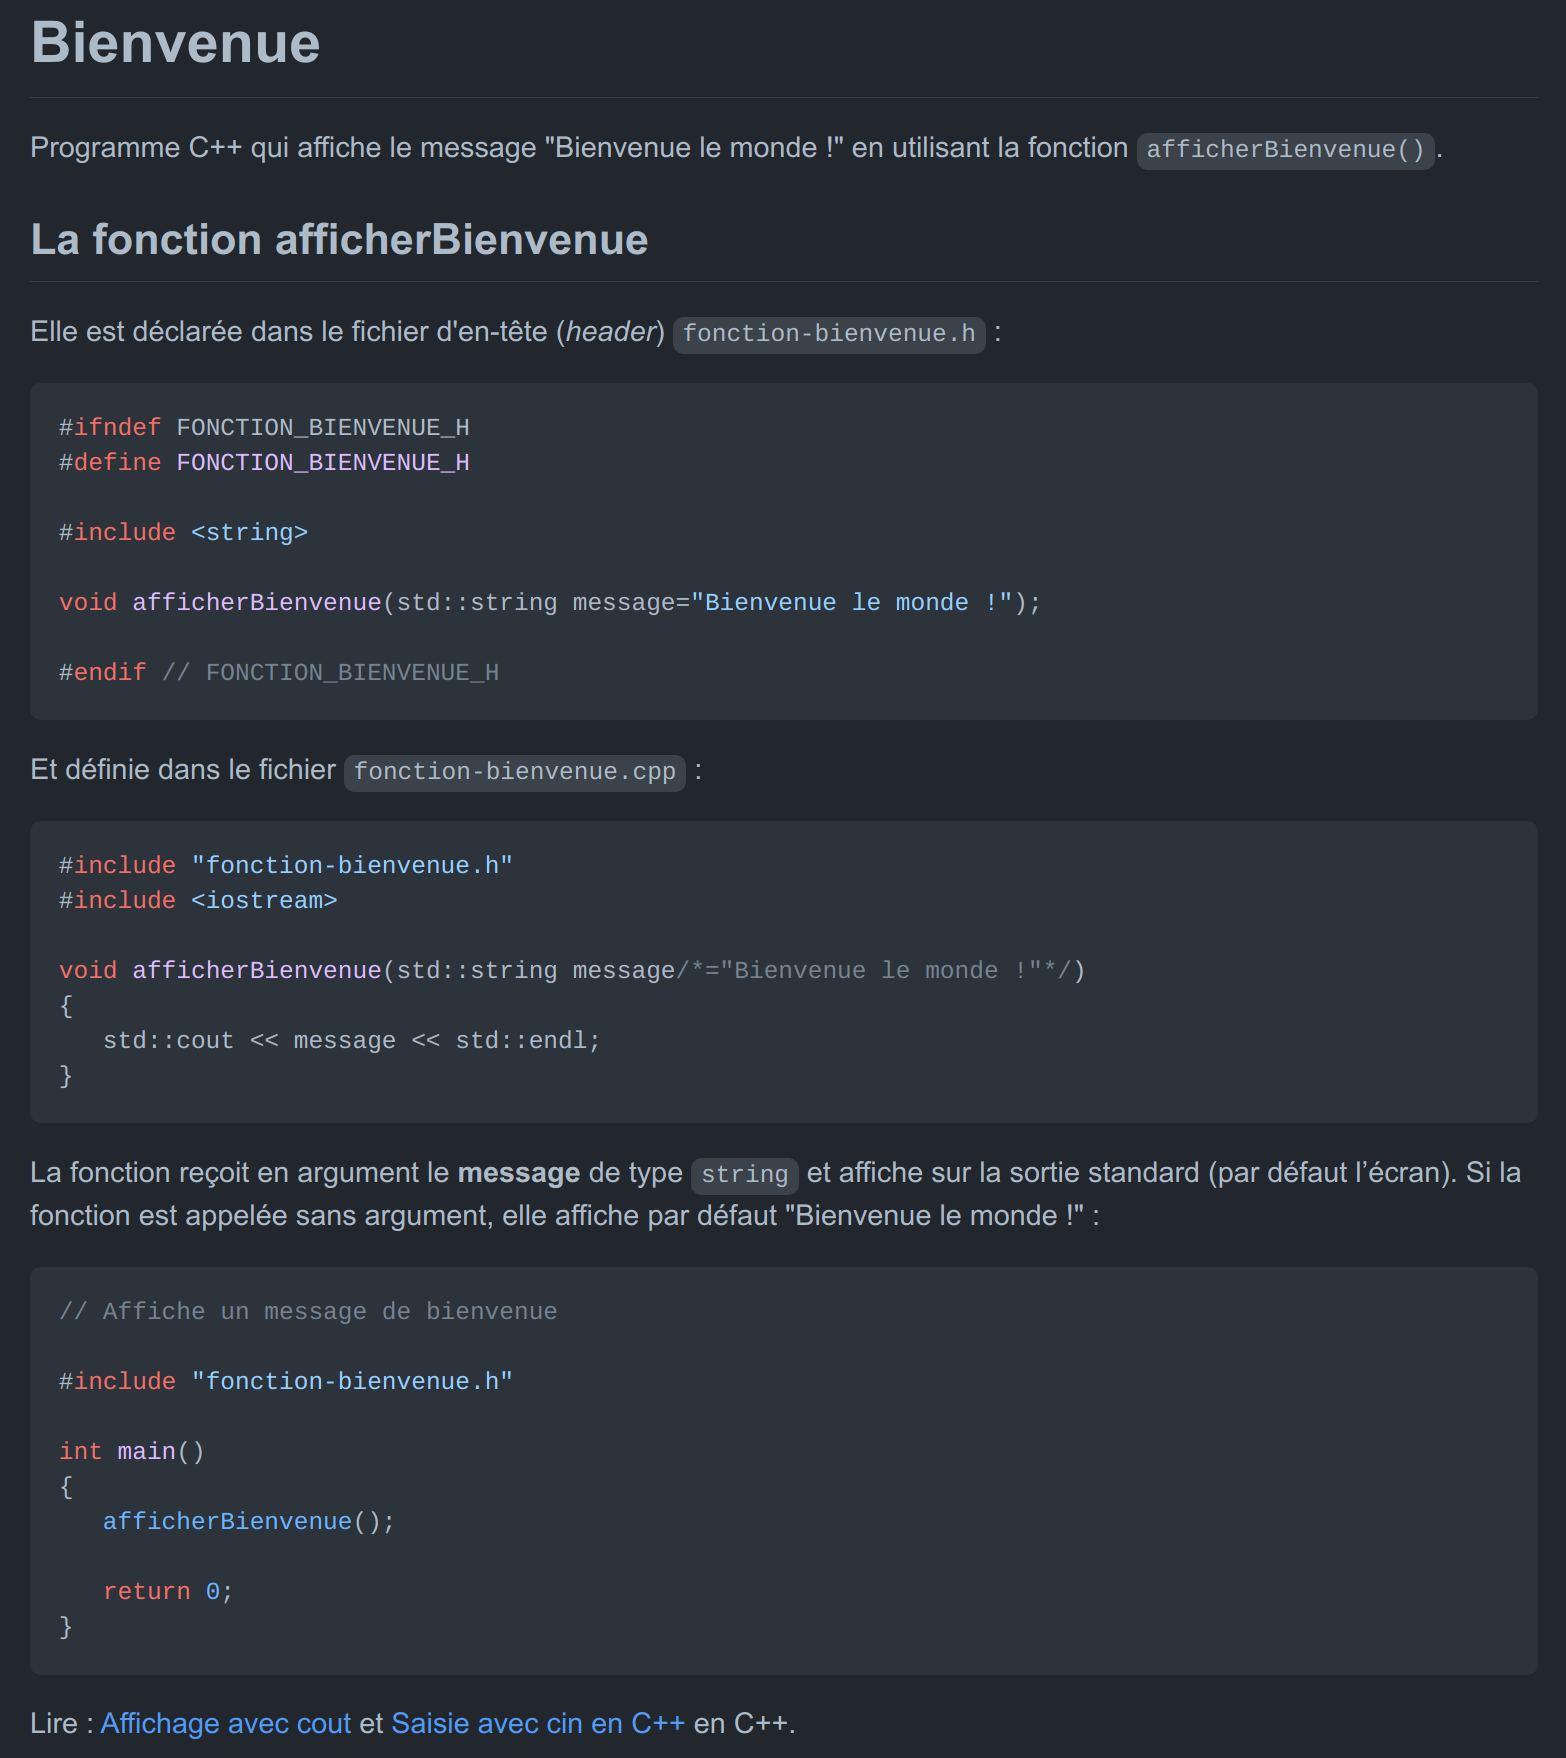 Bienvenue
Programme C++ qui affiche le message "Bienvenue le monde !" en utilisant la fonction afficherBienvenue().
La fonction afficherBienvenue
Elle est déclarée dans le fichier d'en-tête (header) fonction-bienvenue.h :
#ifndef FONCTION_BIENVENUE_H
#define FONCTION_BIENVENUE_H
#include <string>
void afficherBienvenue(std::string message="Bienvenue le monde !");
#endif // FONCTION_BIENVENUE_H
Et définie dans le fichier fonction-bienvenue.cpp :
#include "fonction-bienvenue.h"
#include <iostream>
void afficherBienvenue(std::string message/*="Bienvenue le monde !"*/)
{
   std::cout << message << std::endl;
}
La fonction reçoit en argument le message de type string et affiche sur la sortie standard (par défaut l’écran). Si la
fonction est appelée sans argument, elle affiche par défaut "Bienvenue le monde !" :
// Affiche un message de bienvenue
#include "fonction-bienvenue.h"
int main()
{
   afficherBienvenue();
   return 0;
}
Lire : Affichage avec cout et Saisie avec cin en C++ en C++.